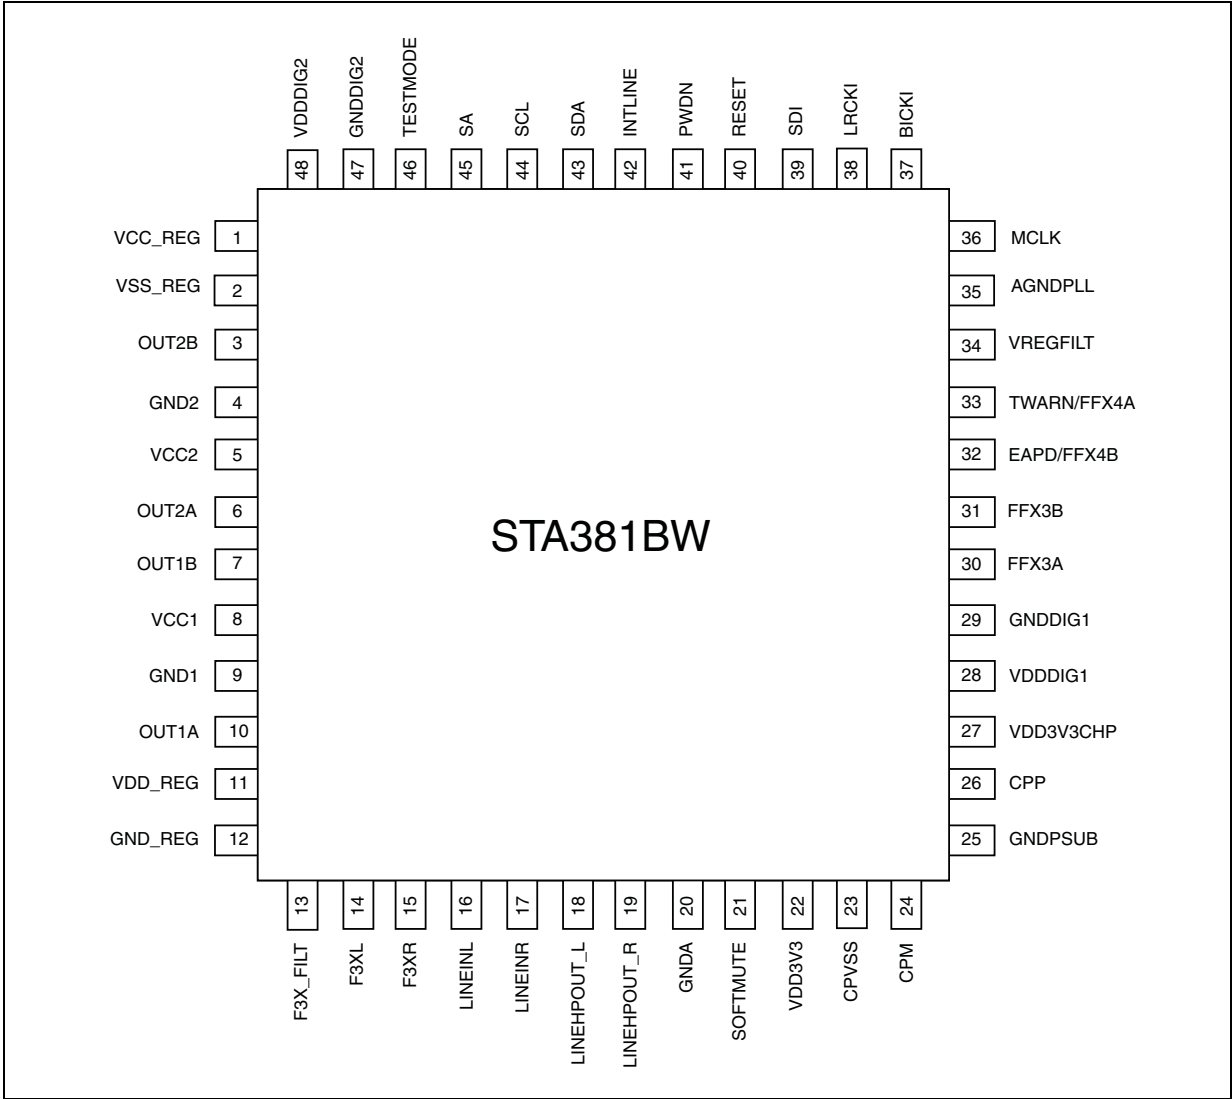 VDDDIG2
GNDDIG2
TESTMODE
SA
SCL
SDA
INTLINE
PWDN
RESET
SDI
LRCKI
BICKI
48
47
46
45
44
43
42
41
40
39
38
37
VCC_REG 1
36 MCLK
VSS_REG 2
35 AGNDPLL
OUT2B 3
34 VREGFILT
GND2 4
33 TWARN/FFX4A
VCC2 5
32 EAPD/FFX4B
OUT2A 6
31 FFX3B
STA381BW
OUT1B 7
30 FFX3A
VCC1 8
29 GNDDIG1
GND1 9
28 VDDDIG1
OUT1A 10
27 VDD3V3CHP
VDD_REG 11
26 CPP
GND_REG 12
25 GNDPSUB
13
14
15
16
17
18
19
20
21
22
23
24
F3X_FILT
F3XL
F3XR
LINEINL
LINEINR
LINEHPOUT_L
LINEHPOUT_R
GNDA
SOFTMUTE
VDD3V3
CPVSS
CPM